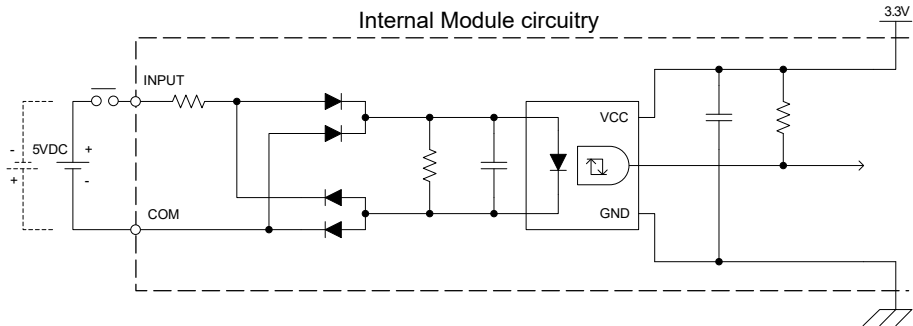 Internal Module circuitry
3.3V
INPUT
VCC
- 5VDC +
+ -
COM
GND